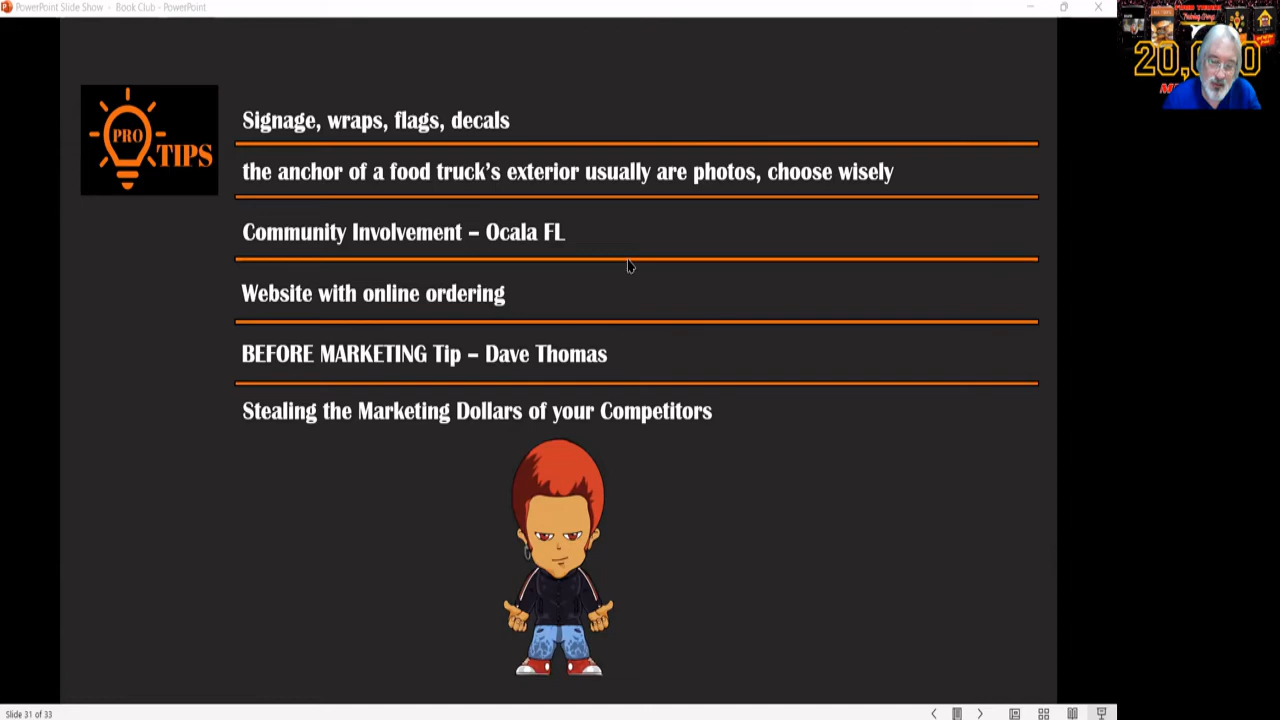 PowerPoint Slide Show - Book Club - PowerPoint
PRO
TIPS
Signage, wraps, flags, decals
the anchor of a food truck's exterior usually are photos, choose wisely
Community Involvement – Ocala FL
Website with online ordering
BEFORE MARKETING Tip – Dave Thomas
Stealing the Marketing Dollars of your Competitors
Slide 31 of 33